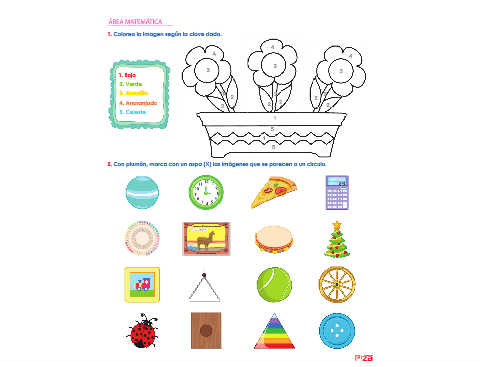 ÁREA MATEMÁTICA
1. Colorea la imagen según la clave dada.
1. Rojo
2. Verde
3. Amarillo
4. Anaranjado
5. Celeste
4
4
4
3
3
3
2
2
2
2
2
2
1
5
4
5
2. Con plumón, marca con un aspa (X) las imágenes que se parecen a un círculo.